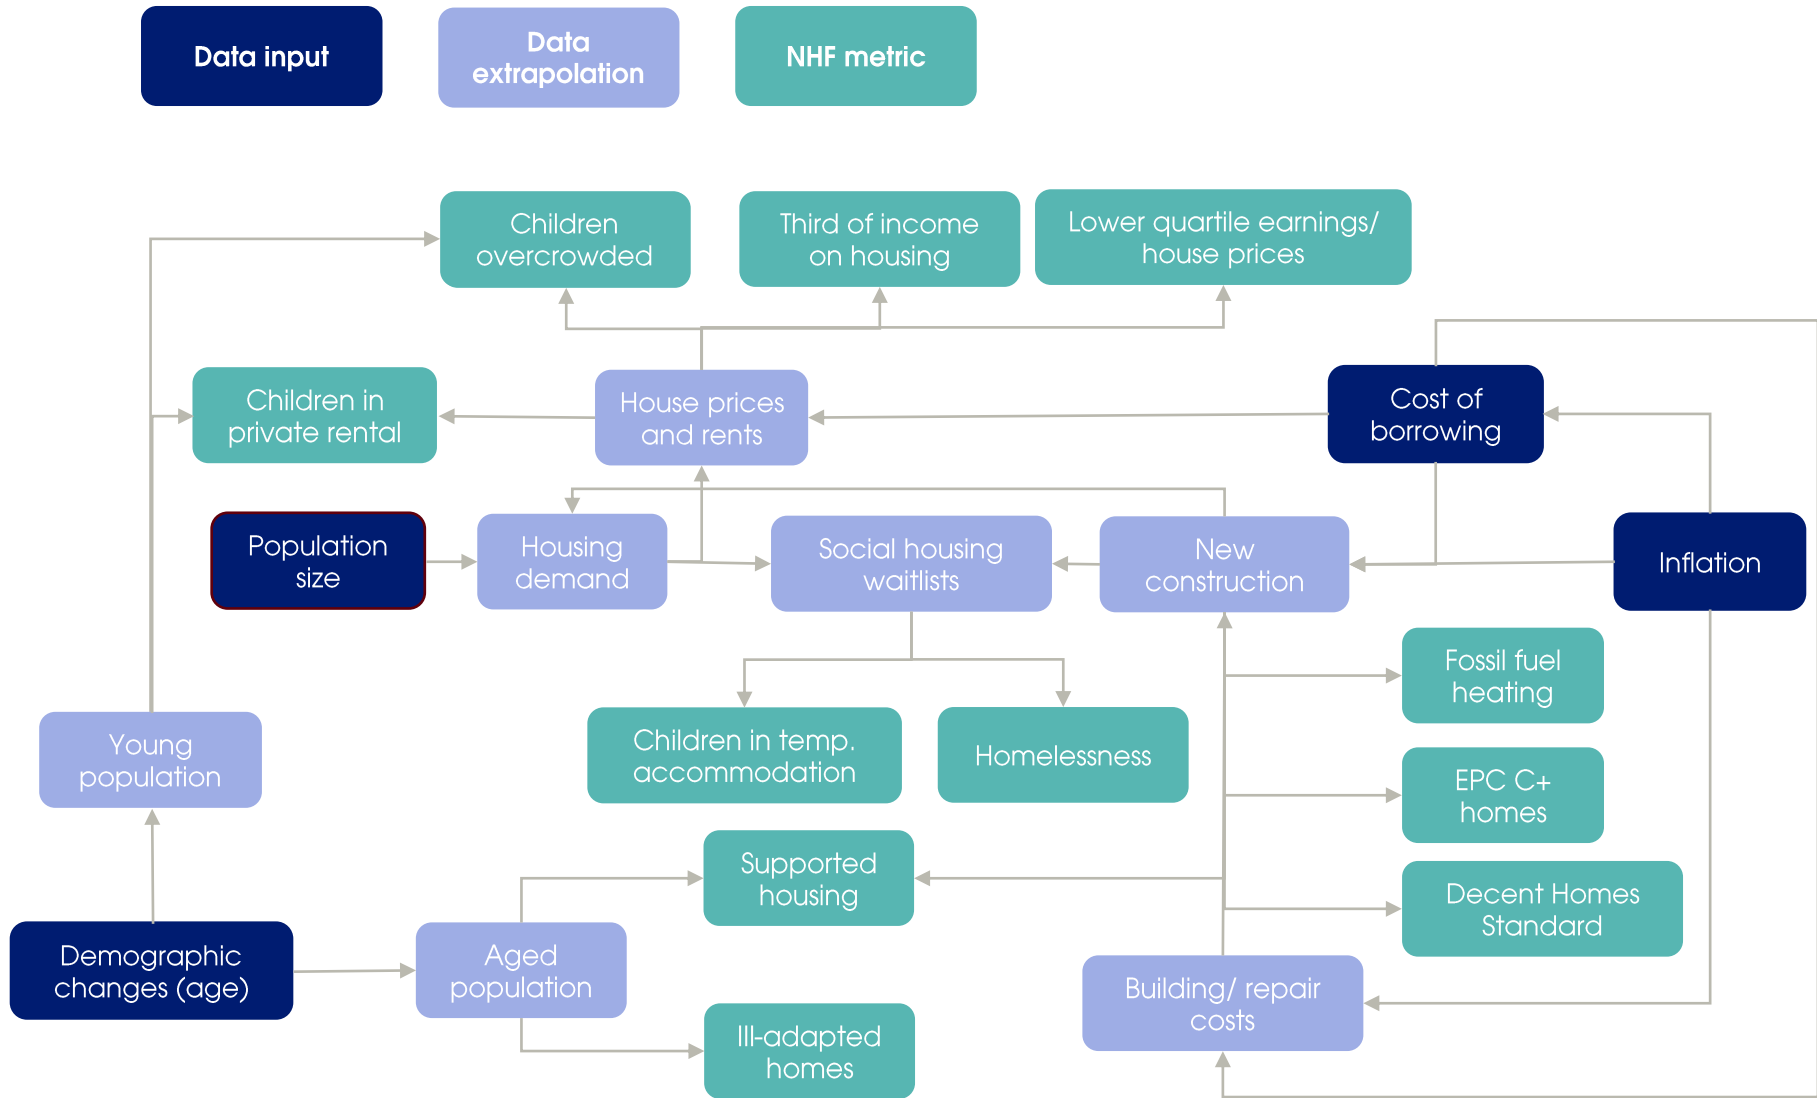 Data input
Data
extrapolation
NHF metric
Children
overcrowded
Third of income
on housing
Lower quartile earnings/
house prices
Children in
private rental
House prices
and rents
Cost of
borrowing
Population
size
Housing
demand
Social housing
waitlists
New
construction
Inflation
Fossil fuel
heating
Young
population
Children in temp.
accommodation
Homelessness
EPC C+
homes
Supported
housing
Decent Homes
Standard
Demographic
changes (age)
Aged
population
Building/ repair
costs
Ill-adapted
homes